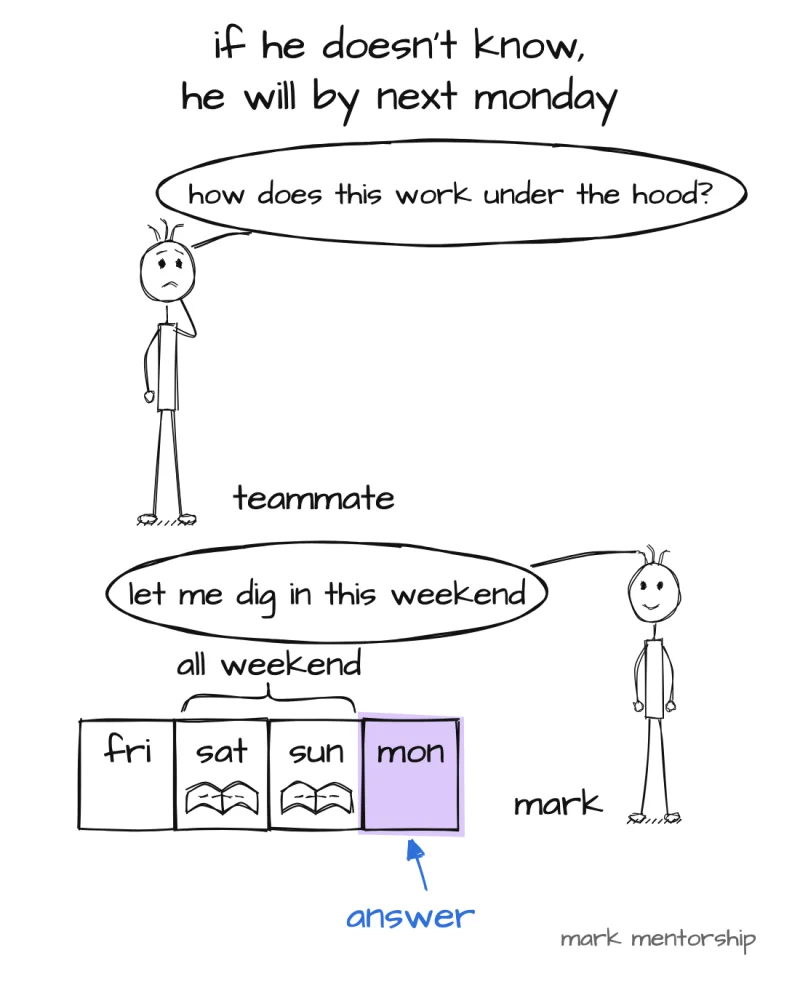 if he doesn't know,
he will by next monday
how does this work under the hood?
teammate
let me dig in this weekend
all weekend
fri sat sun mon
mark
answer
mark mentorship